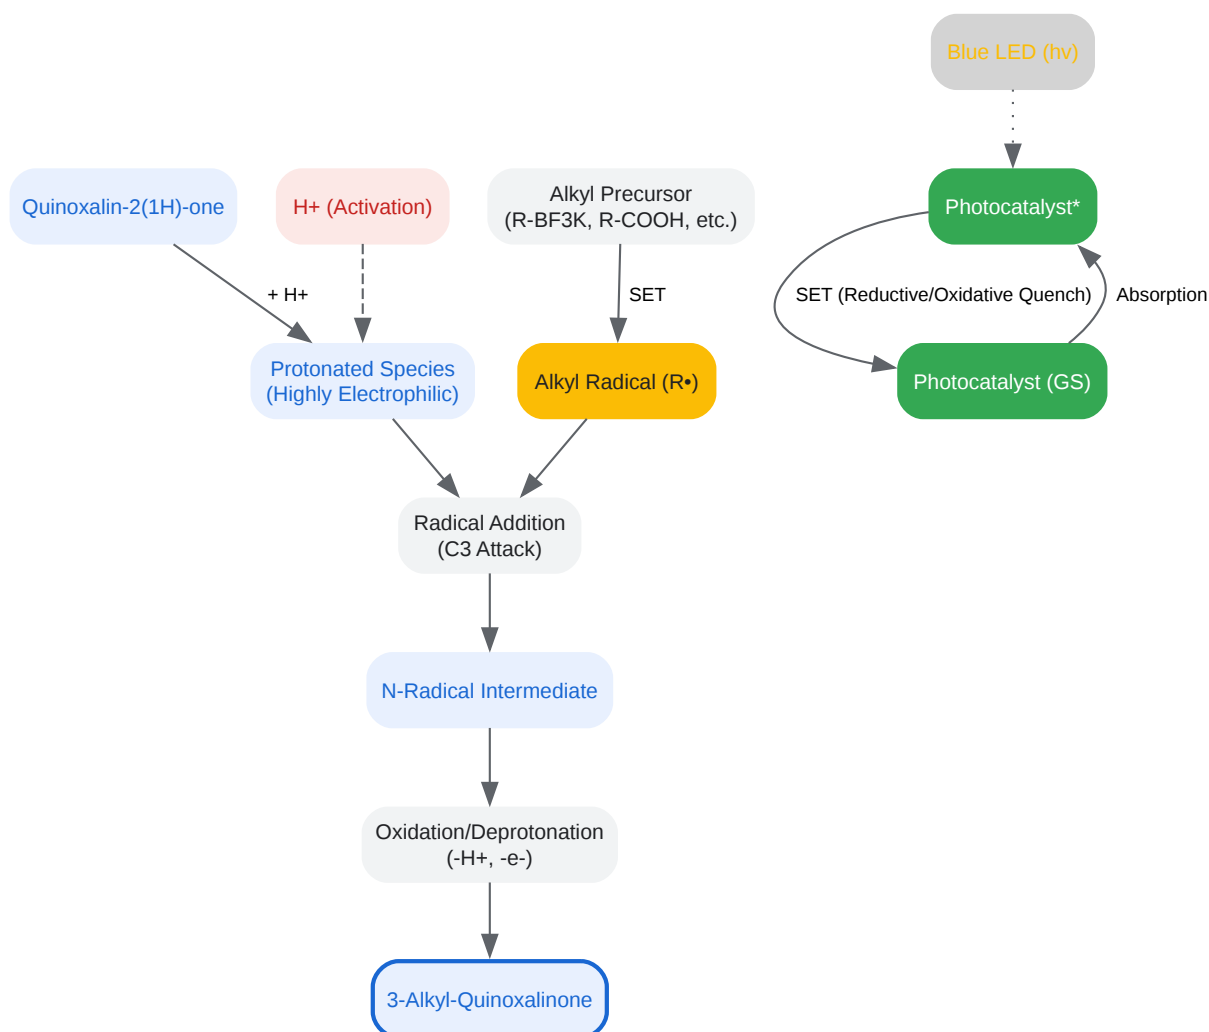 Blue LED (hv)
Quinoxalin-2(1H)-one
H+ (Activation)
Alkyl Precursor
(R-BF3K, R-COOH, etc.)
Photocatalyst*
+ H+
SET
SET (Reductive/Oxidative Quench)
Absorption
Protonated Species
(Highly Electrophilic)
Alkyl Radical (R•)
Photocatalyst (GS)
Radical Addition
(C3 Attack)
N-Radical Intermediate
Oxidation/Deprotonation
(-H+, -e-)
3-Alkyl-Quinoxalinone